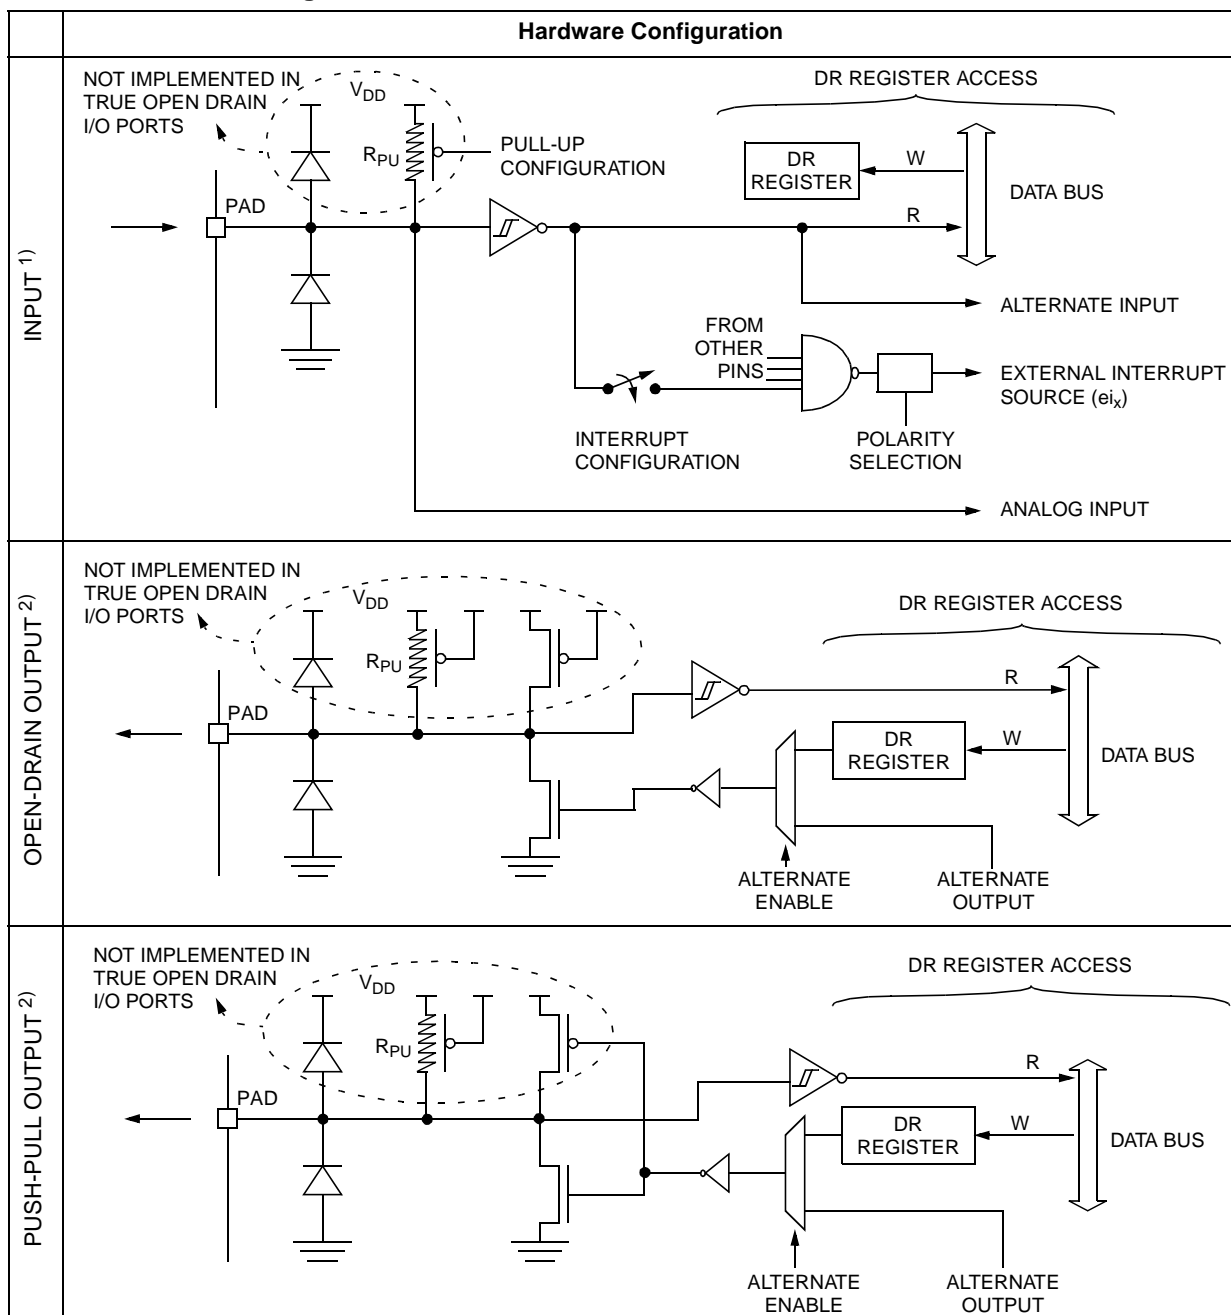 Hardware Configuration
INPUT 1)
NOT IMPLEMENTED IN
TRUE OPEN DRAIN
I/O PORTS
VDD
RPU
PULL-UP
CONFIGURATION
PAD
DR REGISTER ACCESS
DR
REGISTER
W
R
DATA BUS
ALTERNATE INPUT
FROM
OTHER
PINS
EXTERNAL INTERRUPT
SOURCE (eix)
INTERRUPT
CONFIGURATION
POLARITY
SELECTION
ANALOG INPUT
OPEN-DRAIN OUTPUT 2)
NOT IMPLEMENTED IN
TRUE OPEN DRAIN
I/O PORTS
VDD
RPU
PAD
DR REGISTER ACCESS
R
DR
REGISTER
W
DATA BUS
ALTERNATE
ENABLE
ALTERNATE
OUTPUT
PUSH-PULL OUTPUT 2)
NOT IMPLEMENTED IN
TRUE OPEN DRAIN
I/O PORTS
VDD
RPU
PAD
DR REGISTER ACCESS
R
DR
REGISTER
W
DATA BUS
ALTERNATE
ENABLE
ALTERNATE
OUTPUT